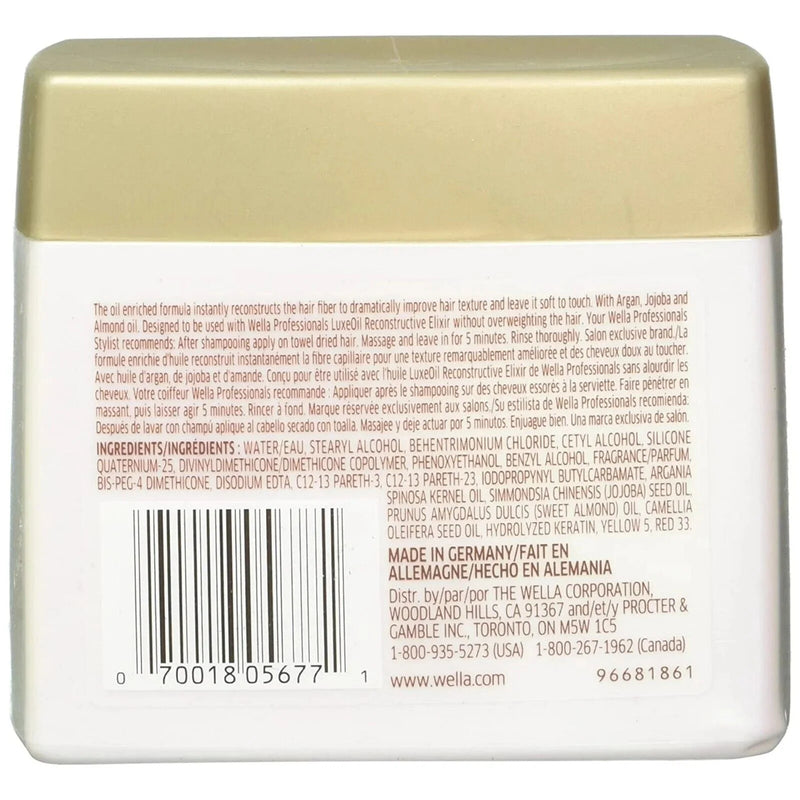 The oil enriched formula instantly reconstructs the hair fiber to dramatically improve hair texture and leave it soft to touch. With Argan, Jojoba and
Almond oil. Designed to be used with Wella Professionals LuxeOil Reconstructive Elixir without overweighting the hair. Your Wella Professionals
Stylist recommends: After shampooing apply on towel dried hair. Massage and leave in for 5 minutes. Rinse thoroughly. Salon exclusive brand./La
formule enrichie d'huile reconstruit instantanément la fibre capillaire pour une texture remarquablement améliorée et des cheveux doux au toucher.
Avec huile d'argan, de jojoba et d'amande. Conçu pour être utilisé avec l'huile LuxeOil Reconstructive Elixir de Wella Professionals sans alourdir les
cheveux. Votre coiffeur Wella Professionals recommande: Appliquer après le shampooing sur des cheveux essorés à la serviette. Faire pénétrer en
massant, puis laisser agir 5 minutes. Rincer à fond. Marque réservée exclusivement aux salons./Su estilista de Wella Professionals recomienda:
Después de lavar con champú aplique al cabello secado con toalla. Masajee y deje actuar por 5 minutos. Enjuague bien. Una marca exclusiva de salón.
INGREDIENTS/INGRÉDIENTS : WATER/EAU, STEARYL ALCOHOL, BEHENTRIMONIUM CHLORIDE, CETYL ALCOHOL, SILICONE
QUATERNIUM-25, DIVINYLDIMETHICONE/DIMETHICONE COPOLYMER, PHENOXYETHANOL, BENZYL ALCOHOL, FRAGRANCE/PARFUM,
BIS-PEG-4 DIMETHICONE, DISODIUM EDTA, C12-13 PARETH-3, C12-13 PARETH-23, IODOPROPYNYL BUTYLCARBAMATE, ARGANIA
SPINOSA KERNEL OIL, SIMMONDSIA CHINENSIS (JOJOBA) SEED OIL,
PRUNUS AMYGDALUS DULCIS (SWEET ALMOND) OIL, CAMELLIA
OLEIFERA SEED OIL, HYDROLYZED KERATIN, YELLOW 5, RED 33.
MADE IN GERMANY/FAIT EN
ALLEMAGNE/HECHO EN ALEMANIA
Distr. by/par/por THE WELLA CORPORATION,
WOODLAND HILLS, CA 91367 and/et/y PROCTER &
GAMBLE INC., TORONTO, ON M5W 1C5
1-800-935-5273 (USA) 1-800-267-1962 (Canada)
www.wella.com 96681861
0 70018 05677 1